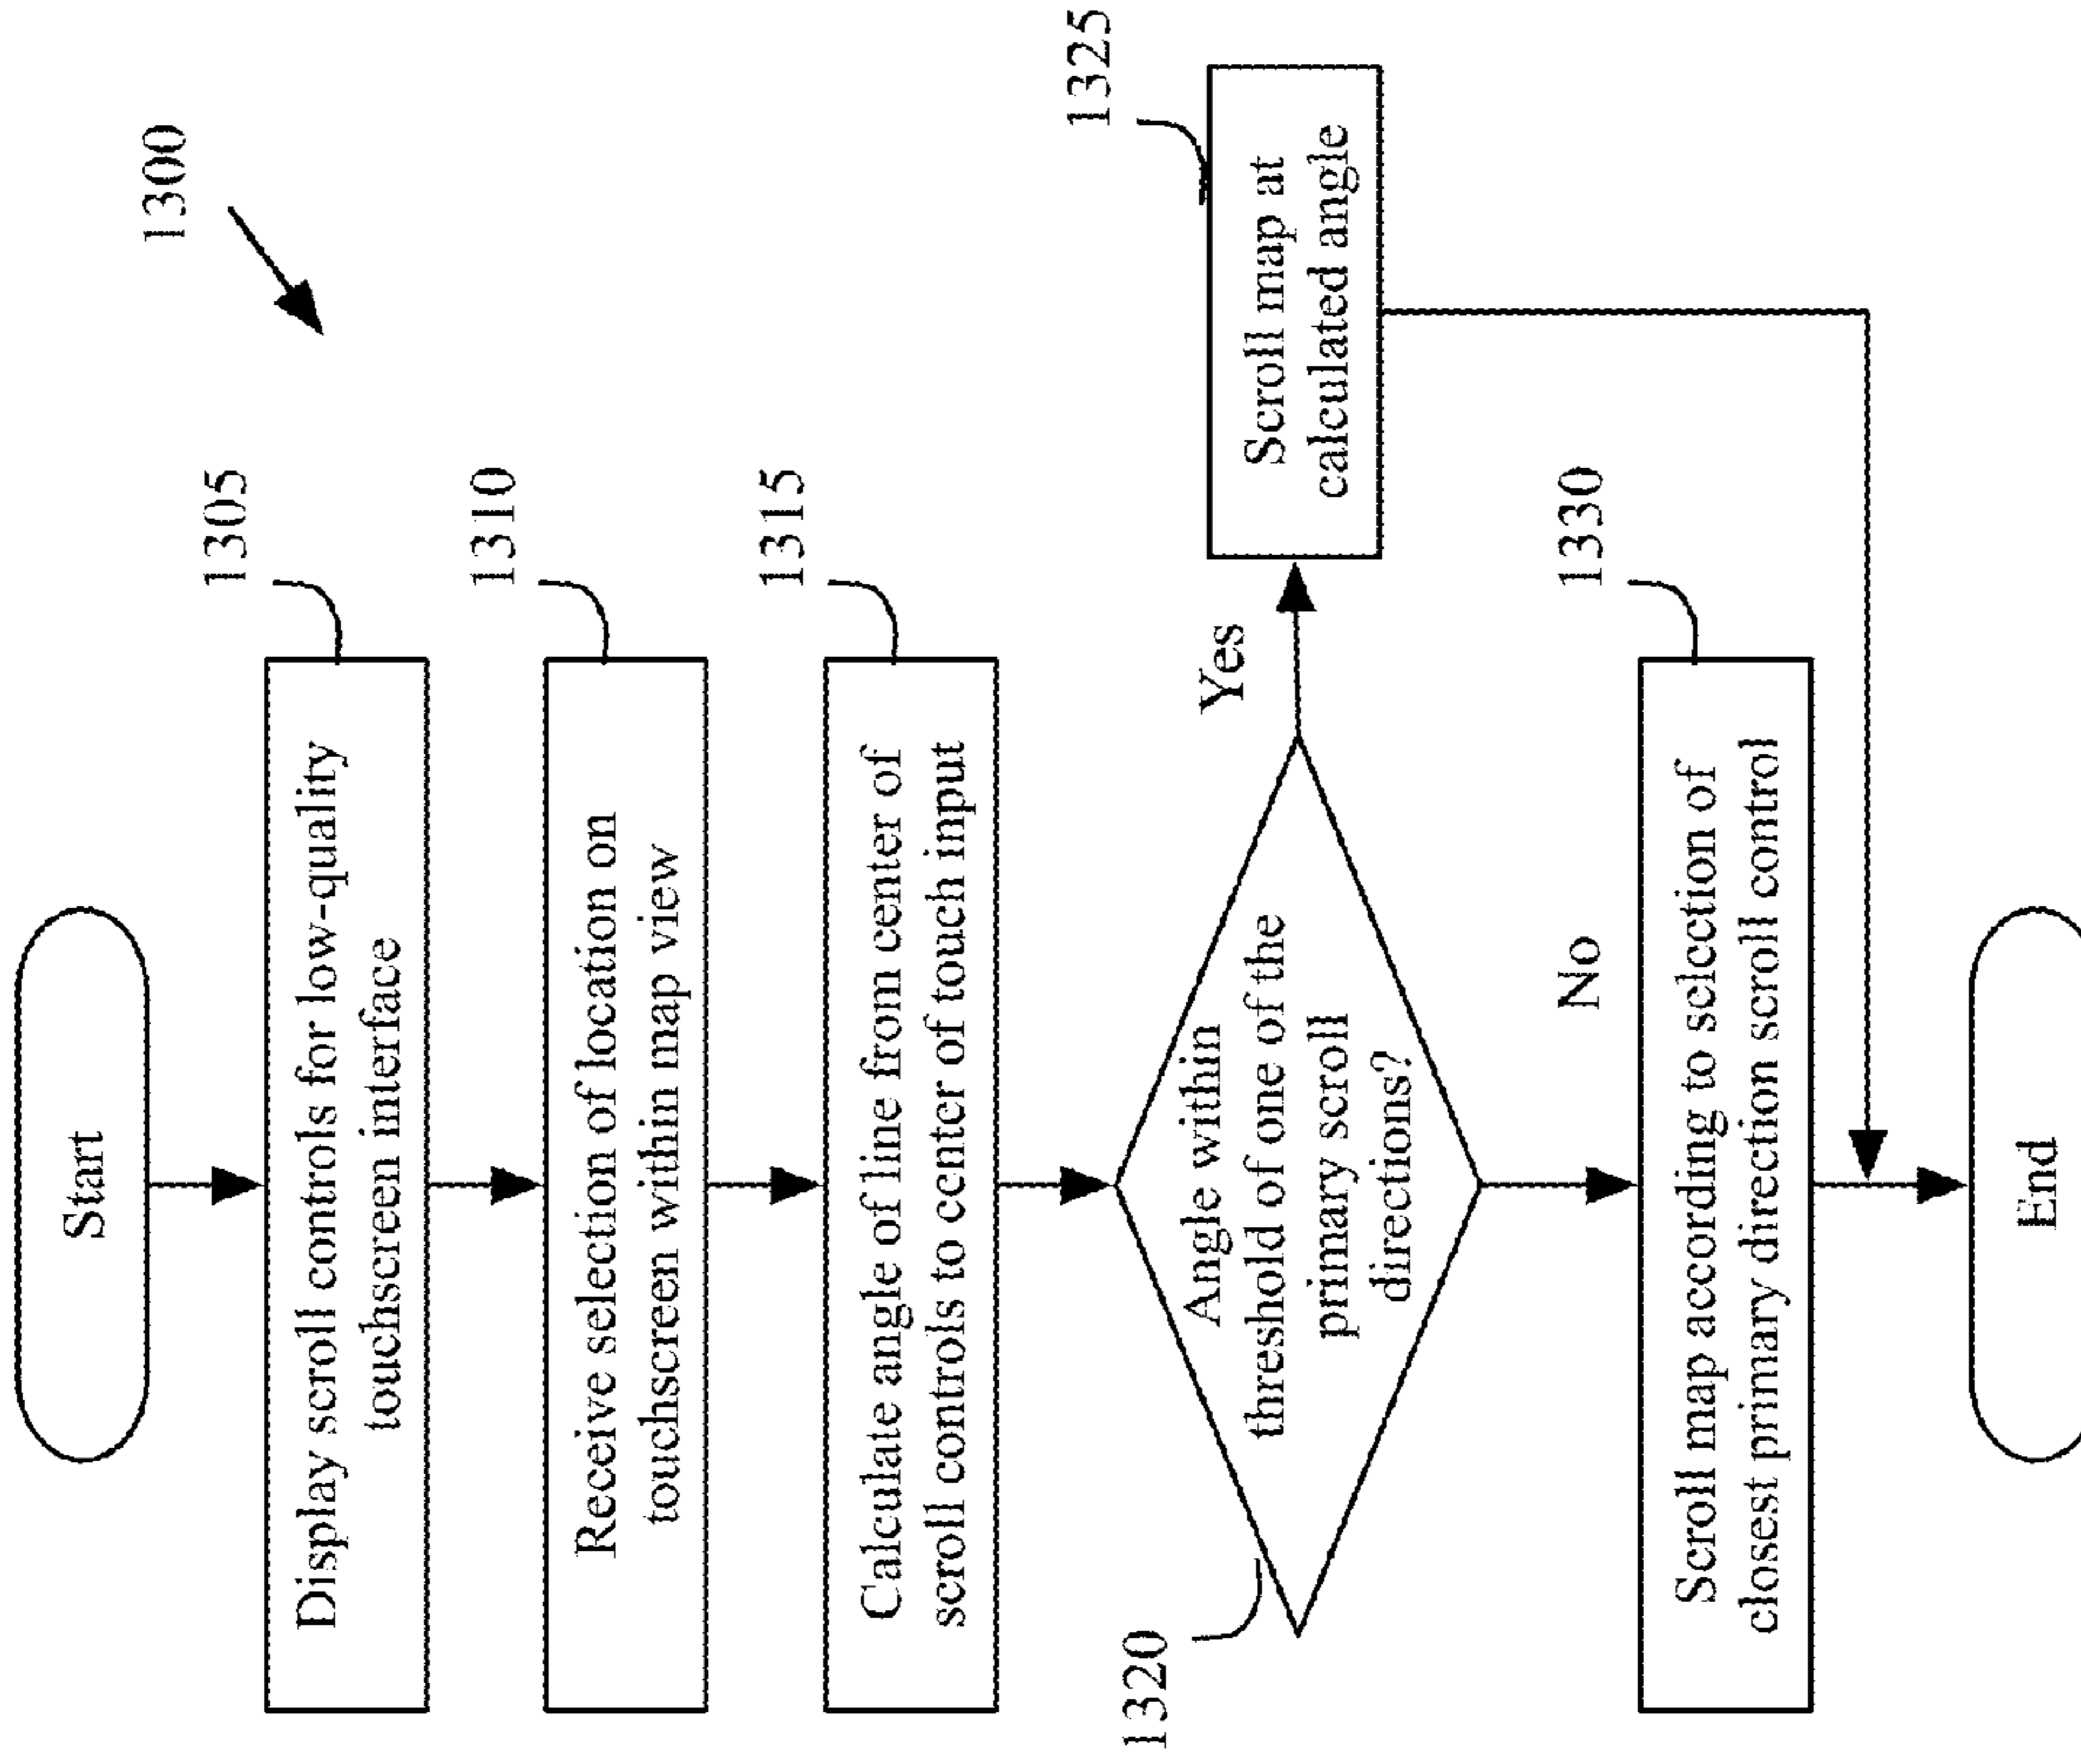 1300
Start
1305
Display scroll controls for low-quality
touchscreen interface
1310
Receive selection of location on
touchscreen within map view
1315
Calculate angle of line from center of
scroll controls to center of touch input
1320
Angle within
threshold of one of the
primary scroll
directions?
Yes
1325
Scroll map at
calculated angle
No
1330
Scroll map according to selection of
closest primary direction scroll control
End